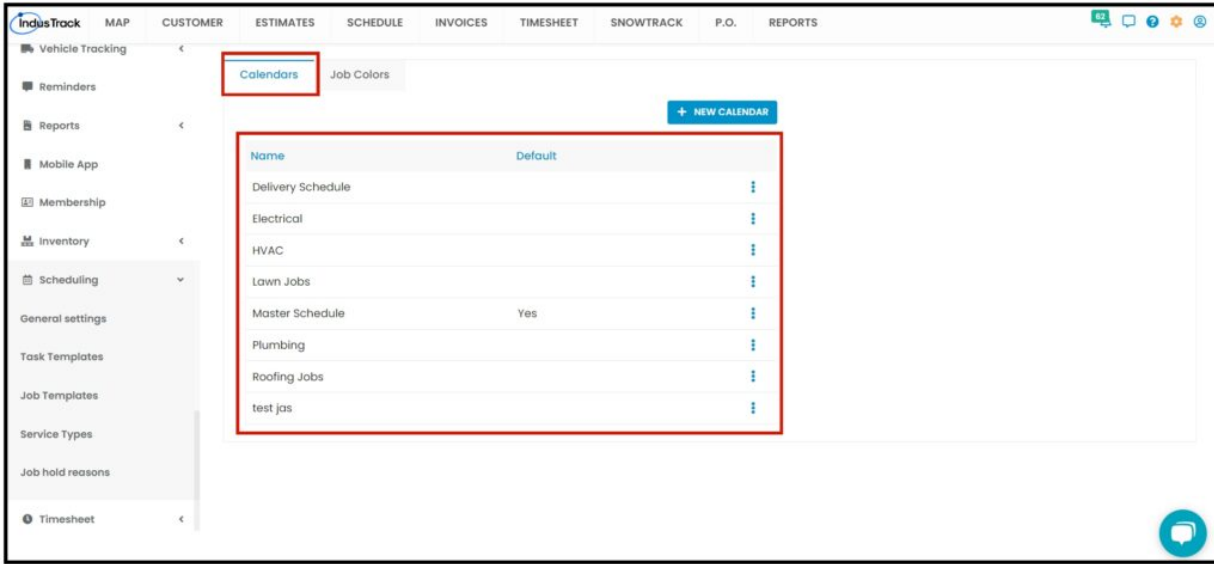 IndusTrack MAP CUSTOMER ESTIMATES SCHEDULE INVOICES TIMESHEET SNOWTRACK P.O. REPORTS 62
Vehicle Tracking
Reminders
Reports
Mobile App
Membership
Inventory
Scheduling
General settings
Task Templates
Job Templates
Service Types
Job hold reasons
Timesheet
Calendars Job Colors
+ NEW CALENDAR
Name Default
Delivery Schedule
Electrical
HVAC
Lawn Jobs
Master Schedule Yes
Plumbing
Roofing Jobs
test jas